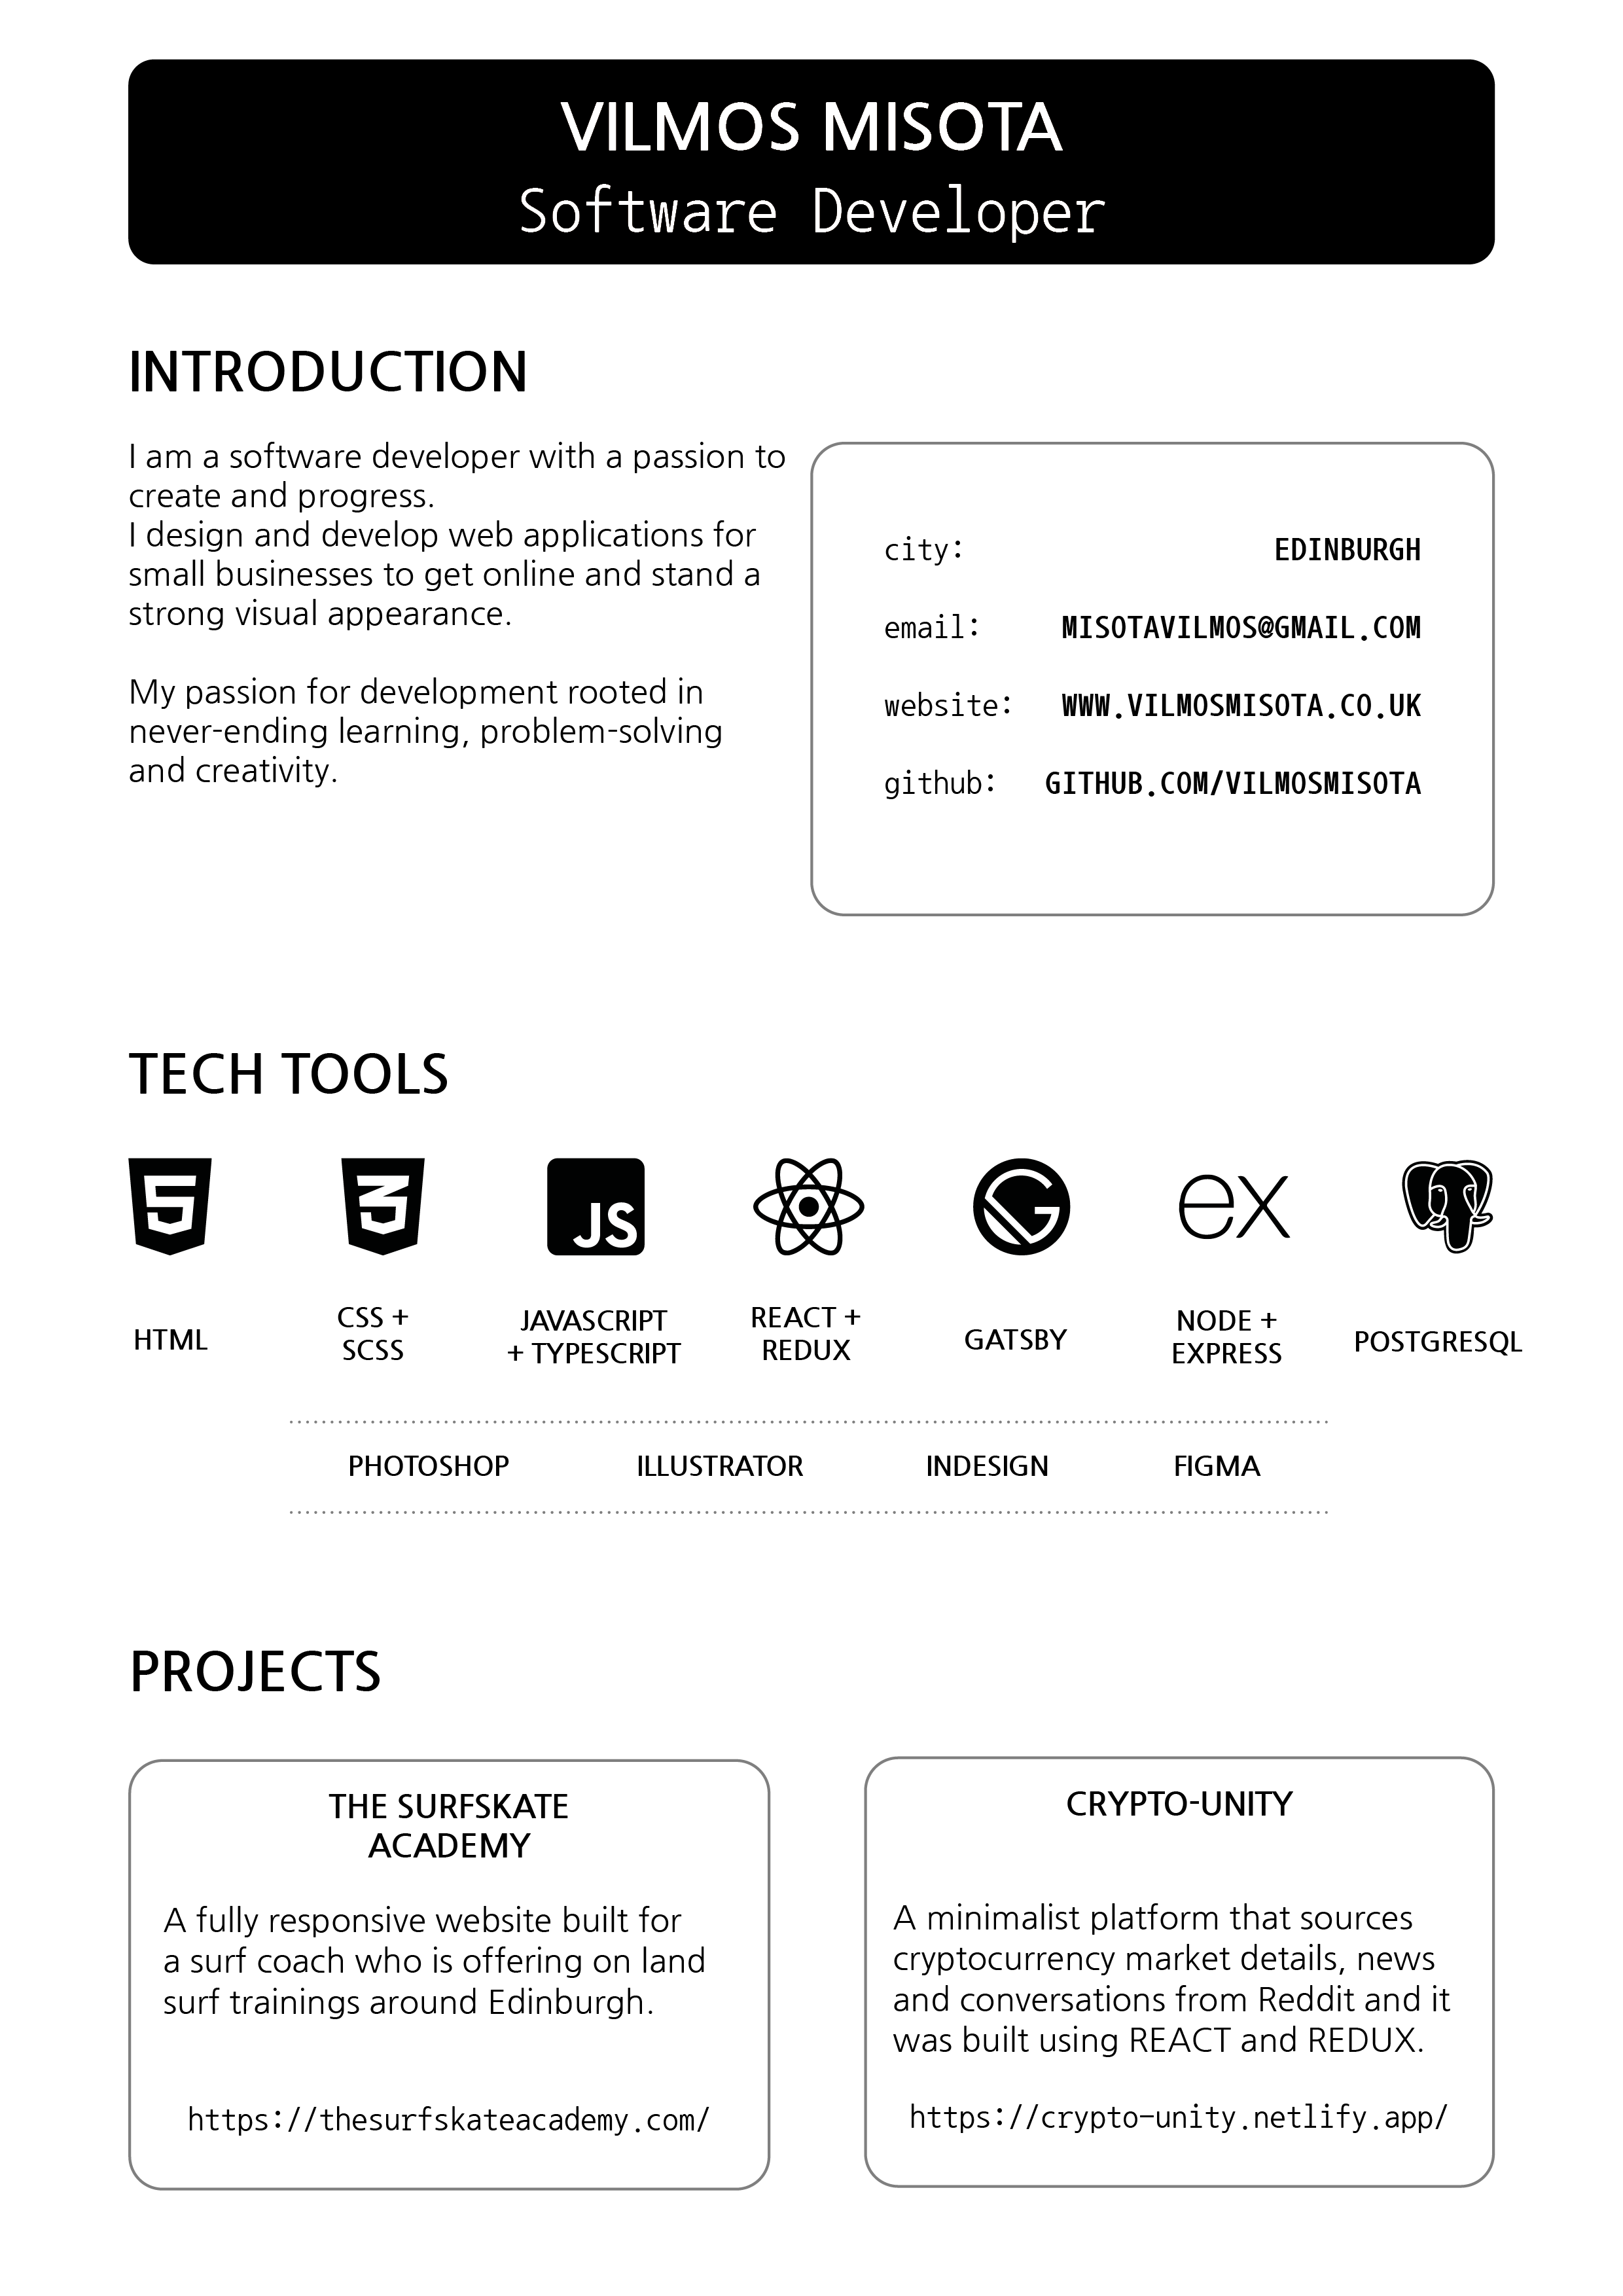 VILMOS MISOTA
Software Developer
INTRODUCTION
I am a software developer with a passion to
create and progress.
I design and develop web applications for
small businesses to get online and stand a
strong visual appearance.
My passion for development rooted in
never-ending learning, problem-solving
and creativity.
city: EDINBURGH
email: MISOTAVILMOS@GMAIL.COM
website: WWW.VILMOSMISOTA.CO.UK
github: GITHUB.COM/VILMOSMISOTA
TECH TOOLS
JS
ex
HTML
CSS +
SCSS
JAVASCRIPT
+ TYPESCRIPT
REACT +
REDUX
GATSBY
NODE +
EXPRESS
POSTGRESQL
PHOTOSHOP ILLUSTRATOR INDESIGN FIGMA
PROJECTS
THE SURFSKATE
ACADEMY
A fully responsive website built for
a surf coach who is offering on land
surf trainings around Edinburgh.
https://thesurfskateacademy.com/
CRYPTO-UNITY
A minimalist platform that sources
cryptocurrency market details, news
and conversations from Reddit and it
was built using REACT and REDUX.
https://crypto-unity.netlify.app/